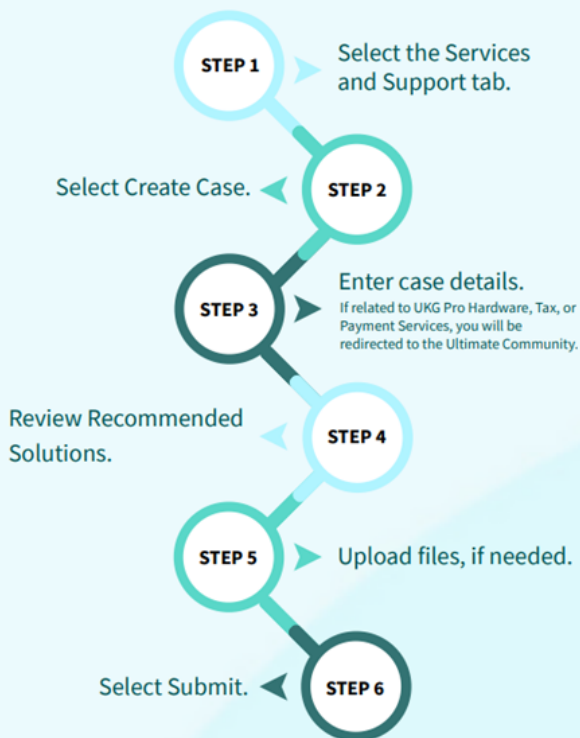 STEP 1
Select the Services
and Support tab.
Select Create Case.
STEP 2
STEP 3
Enter case details.
If related to UKG Pro Hardware, Tax, or
Payment Services, you will be
redirected to the Ultimate Community.
Review Recommended
Solutions.
STEP 4
STEP 5
Upload files, if needed.
Select Submit.
STEP 6